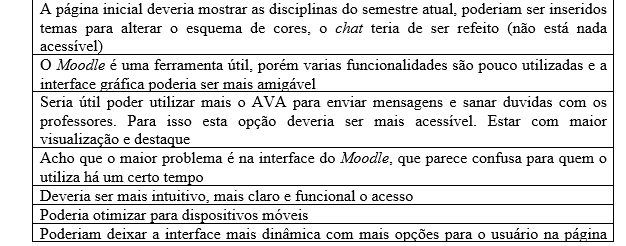 A página inicial deveria mostrar as disciplinas do semestre atual, poderiam ser inseridos
temas para alterar o esquema de cores, o chat teria de ser refeito (não está nada
acessível)
O Moodle é uma ferramenta útil, porém varias funcionalidades são pouco utilizadas e a
interface gráfica poderia ser mais amigável
Seria útil poder utilizar mais o AVA para enviar mensagens e sanar duvidas com os
professores. Para isso esta opção deveria ser mais acessível. Estar com maior
visualização e destaque
Acho que o maior problema é na interface do Moodle, que parece confusa para quem o
utiliza há um certo tempo
Deveria ser mais intuitivo, mais claro e funcional o acesso
Poderia otimizar para dispositivos móveis
Poderiam deixar a interface mais dinâmica com mais opções para o usuário na página